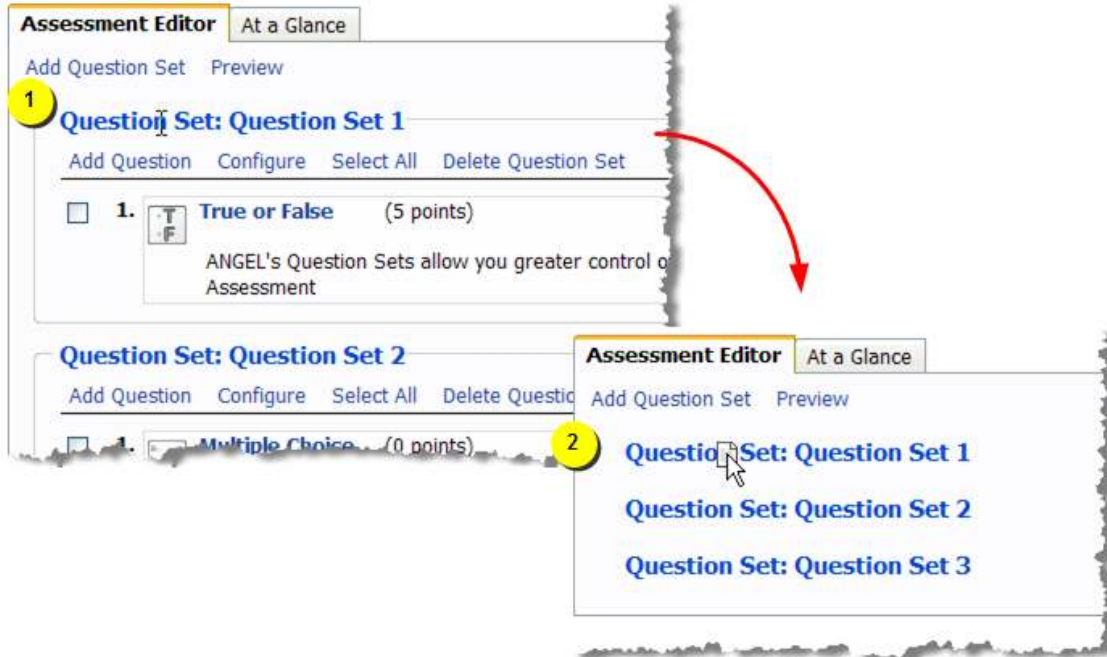 Assessment Editor At a Glance
Add Question Set Preview
1
Question Set: Question Set 1
Add Question Configure Select All Delete Question Set
1. T F True or False (5 points)
ANGEL's Question Sets allow you greater control o
Assessment
Question Set: Question Set 2
Add Question Configure Select All Delete Questio
1. Multiple Choice (0 points)
Assessment Editor At a Glance
Add Question Set Preview
2
Question Set: Question Set 1
Question Set: Question Set 2
Question Set: Question Set 3